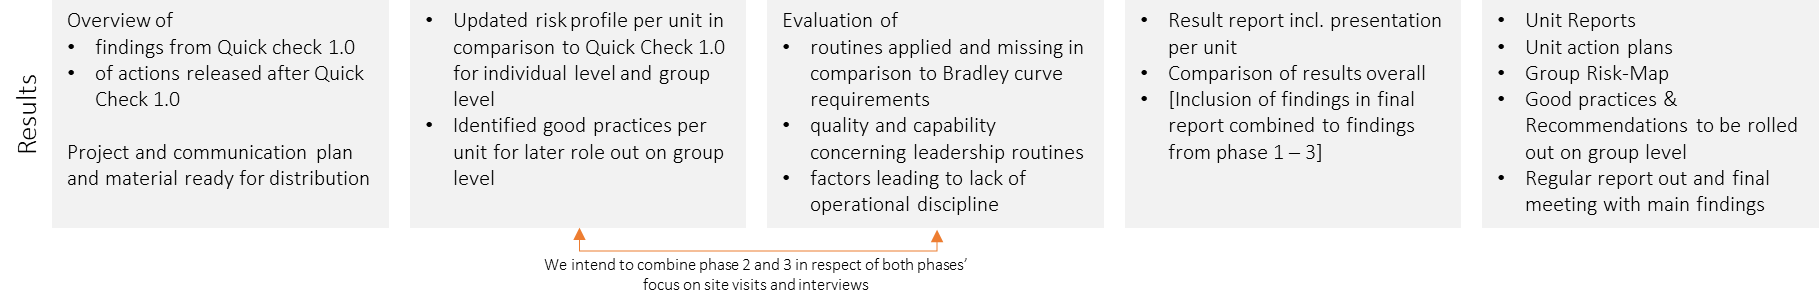 Results
Overview of
• findings from Quick check 1.0
• of actions released after Quick
Check 1.0
Project and communication plan
and material ready for distribution
• Updated risk profile per unit in
comparison to Quick Check 1.0
for individual level and group
level
• Identified good practices per
unit for later role out on group
level
Evaluation of
• routines applied and missing in
comparison to Bradley curve
requirements
• quality and capability
concerning leadership routines
• factors leading to lack of
operational discipline
• Result report incl. presentation
per unit
• Comparison of results overall
• [Inclusion of findings in final
report combined to findings
from phase 1 – 3]
• Unit Reports
• Unit action plans
• Group Risk-Map
• Good practices &
Recommendations to be rolled
out on group level
• Regular report out and final
meeting with main findings
We intend to combine phase 2 and 3 in respect of both phases’
focus on site visits and interviews